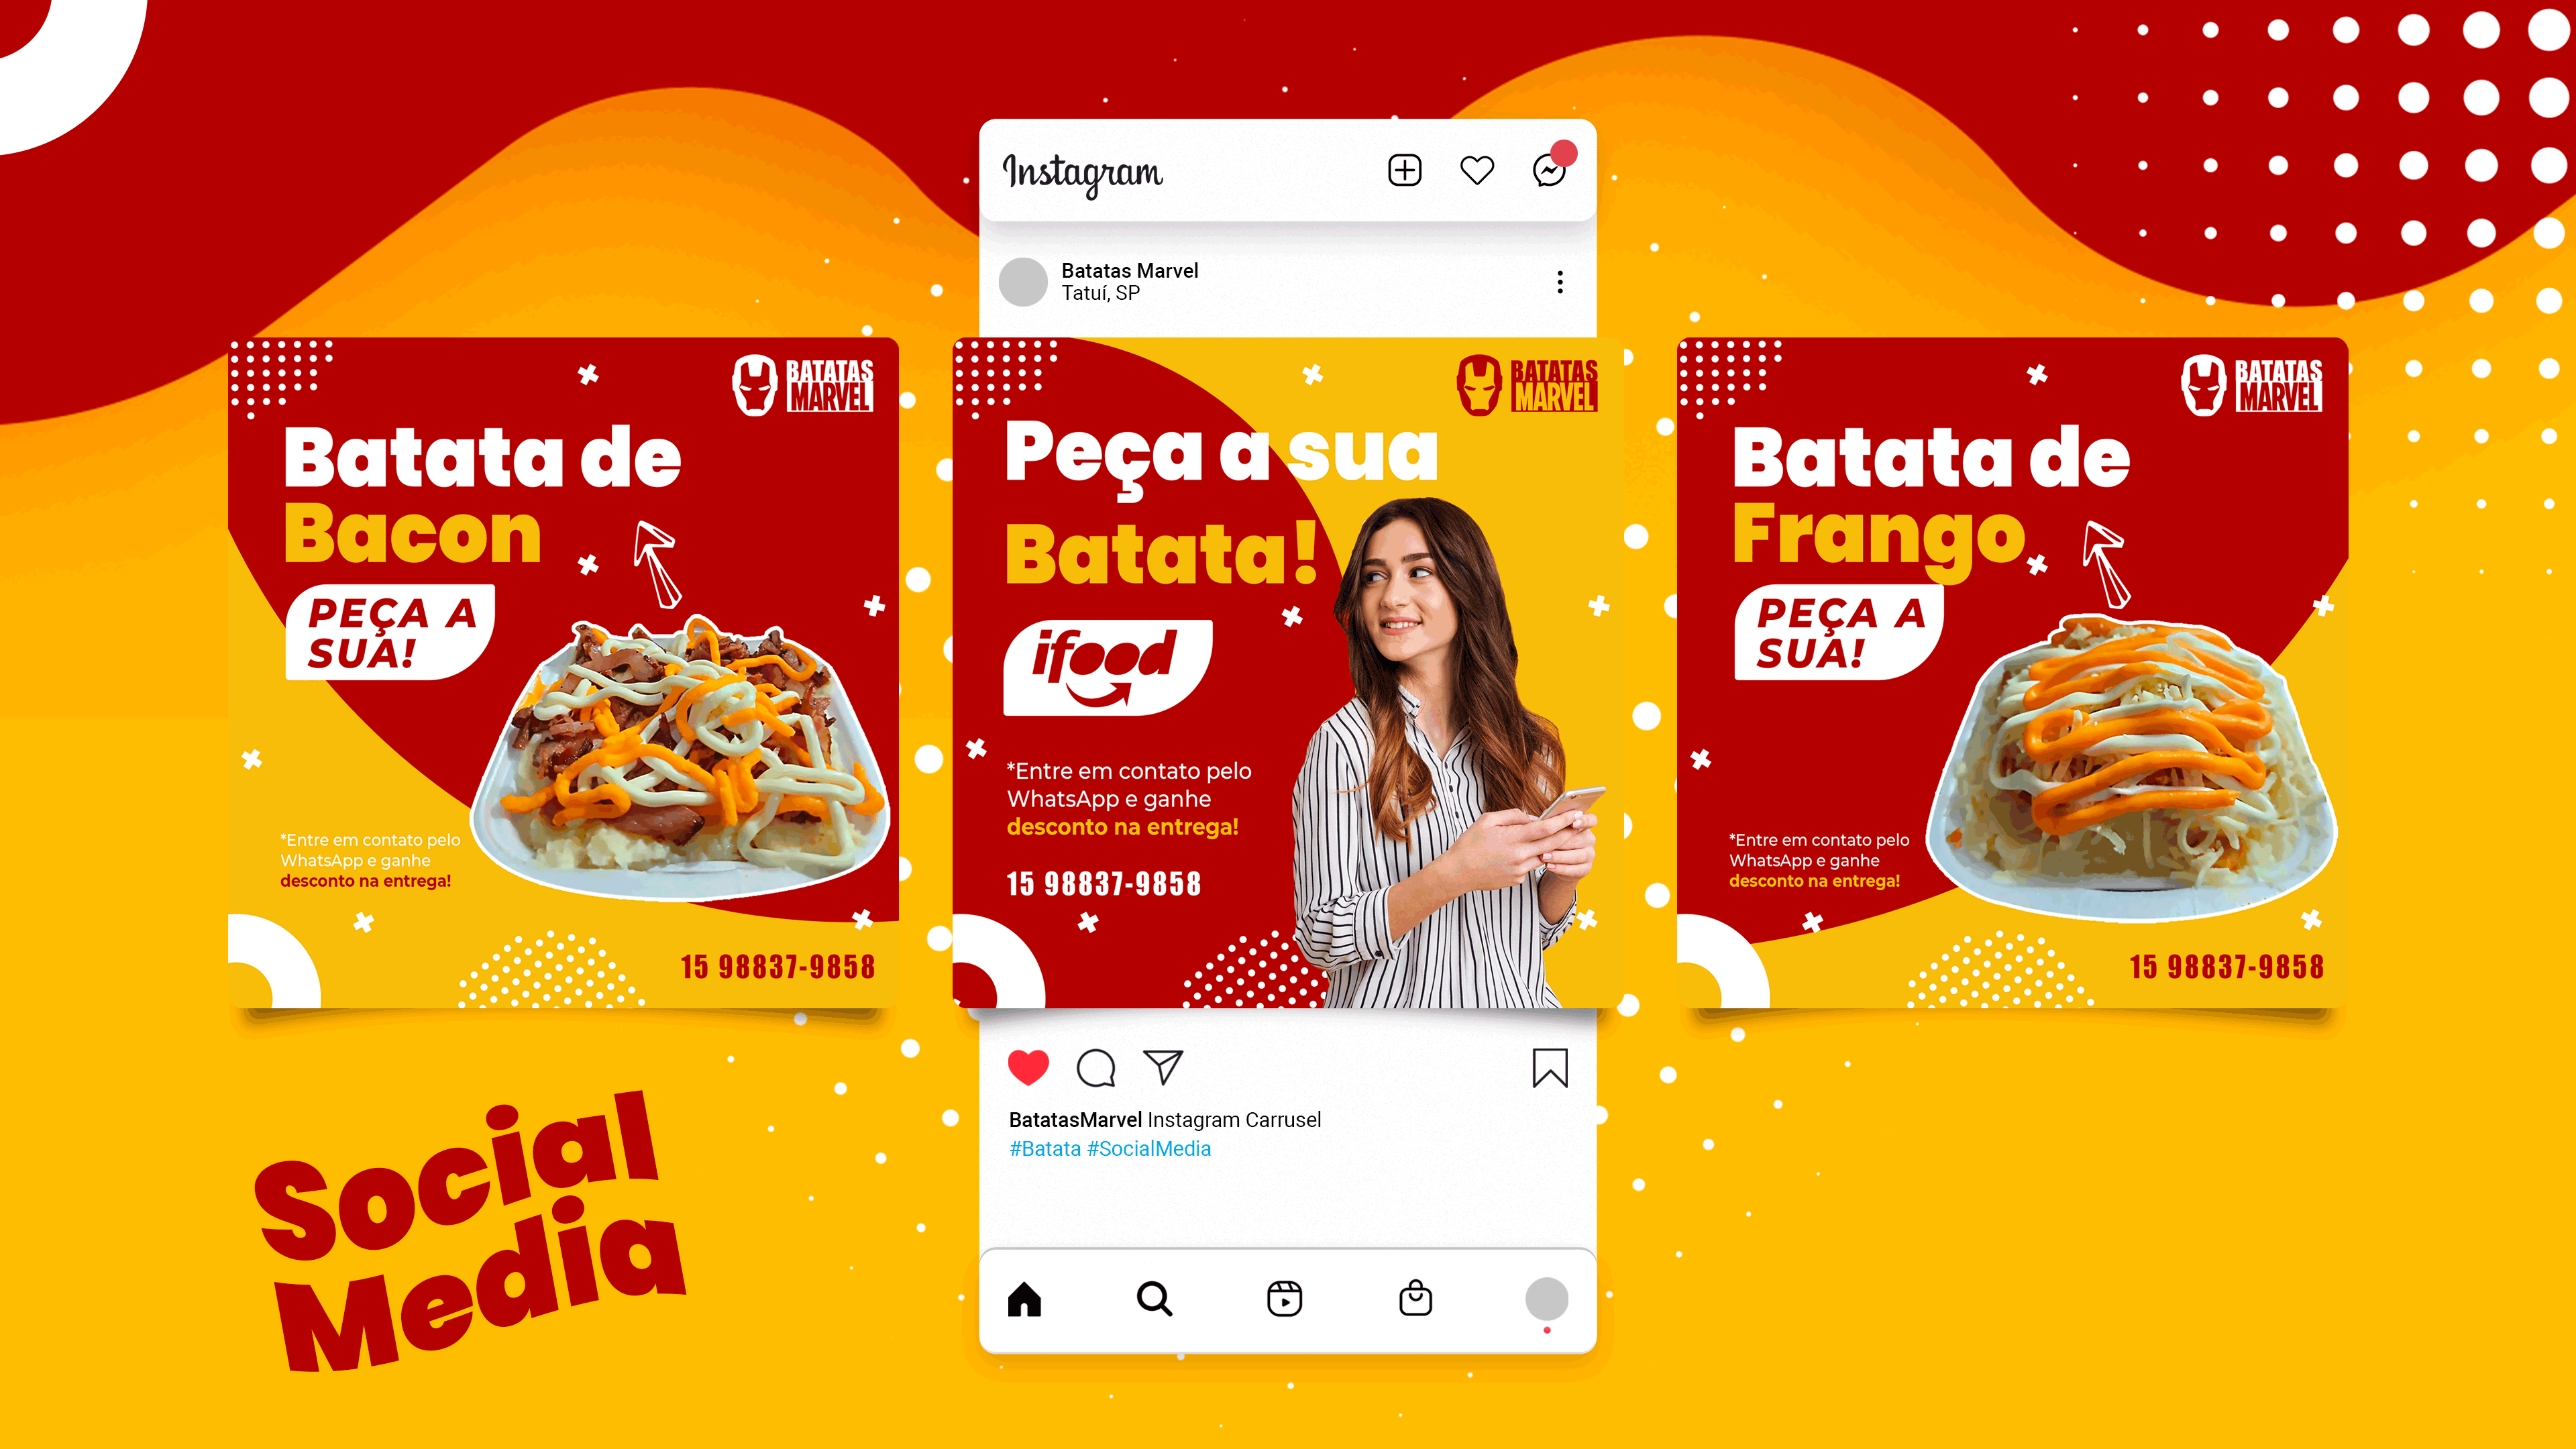 Instagram
Batatas Marvel
Tatuí, SP
BATATAS
MARVEL
Batata de
Bacon
PEÇA A
SUA!
*Entre em contato pelo
WhatsApp e ganhe
desconto na entrega!
15 98837-9858
BATATAS
MARVEL
Peça a sua
Batata!
ifood
*Entre em contato pelo
WhatsApp e ganhe
desconto na entrega!
15 98837-9858
BATATAS
MARVEL
Batata de
Frango
PEÇA A
SUA!
*Entre em contato pelo
WhatsApp e ganhe
desconto na entrega!
15 98837-9858
BatatasMarvel Instagram Carrusel
#Batata #SocialMedia
Social
Media